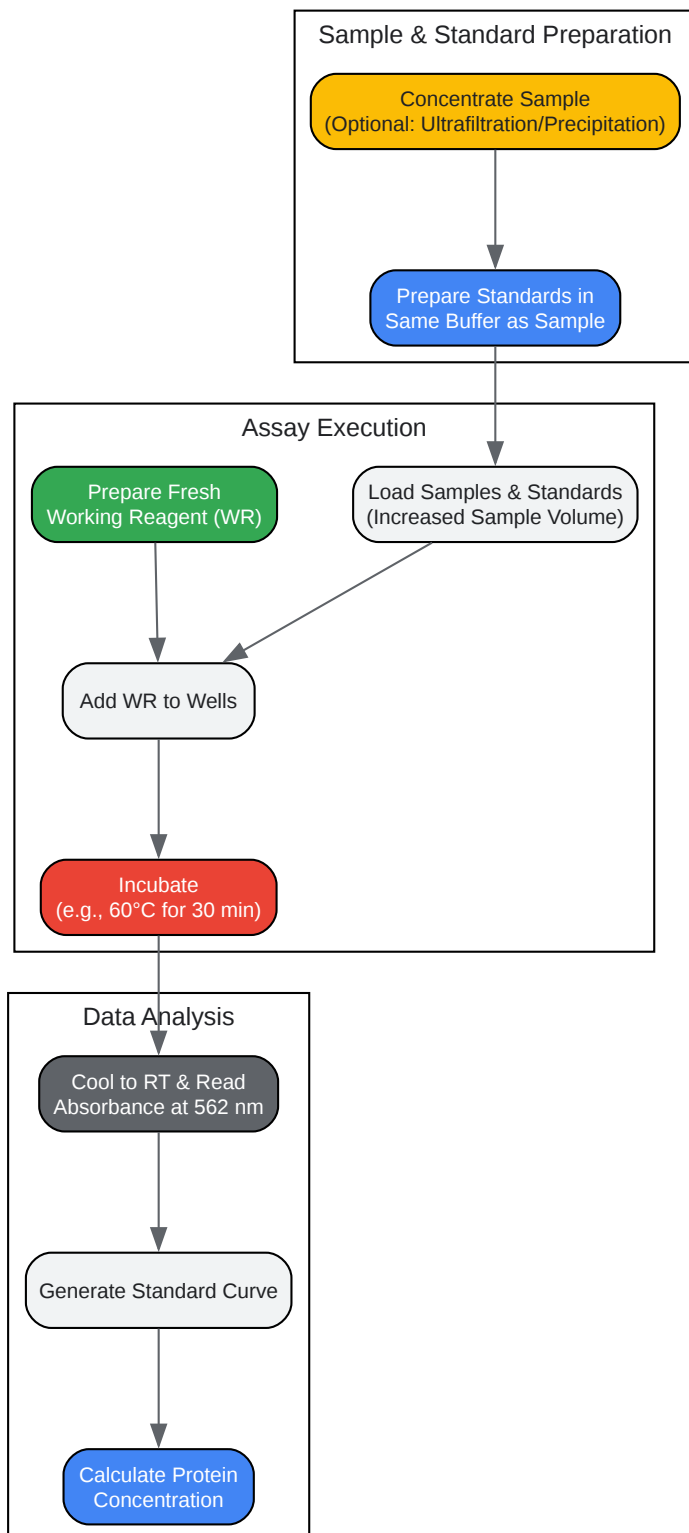 Sample & Standard Preparation
Concentrate Sample
(Optional: Ultrafiltration/Precipitation)
Prepare Standards in
Same Buffer as Sample
Assay Execution
Prepare Fresh
Working Reagent (WR)
Load Samples & Standards
(Increased Sample Volume)
Add WR to Wells
Incubate
(e.g., 60°C for 30 min)
Data Analysis
Cool to RT & Read
Absorbance at 562 nm
Generate Standard Curve
Calculate Protein
Concentration